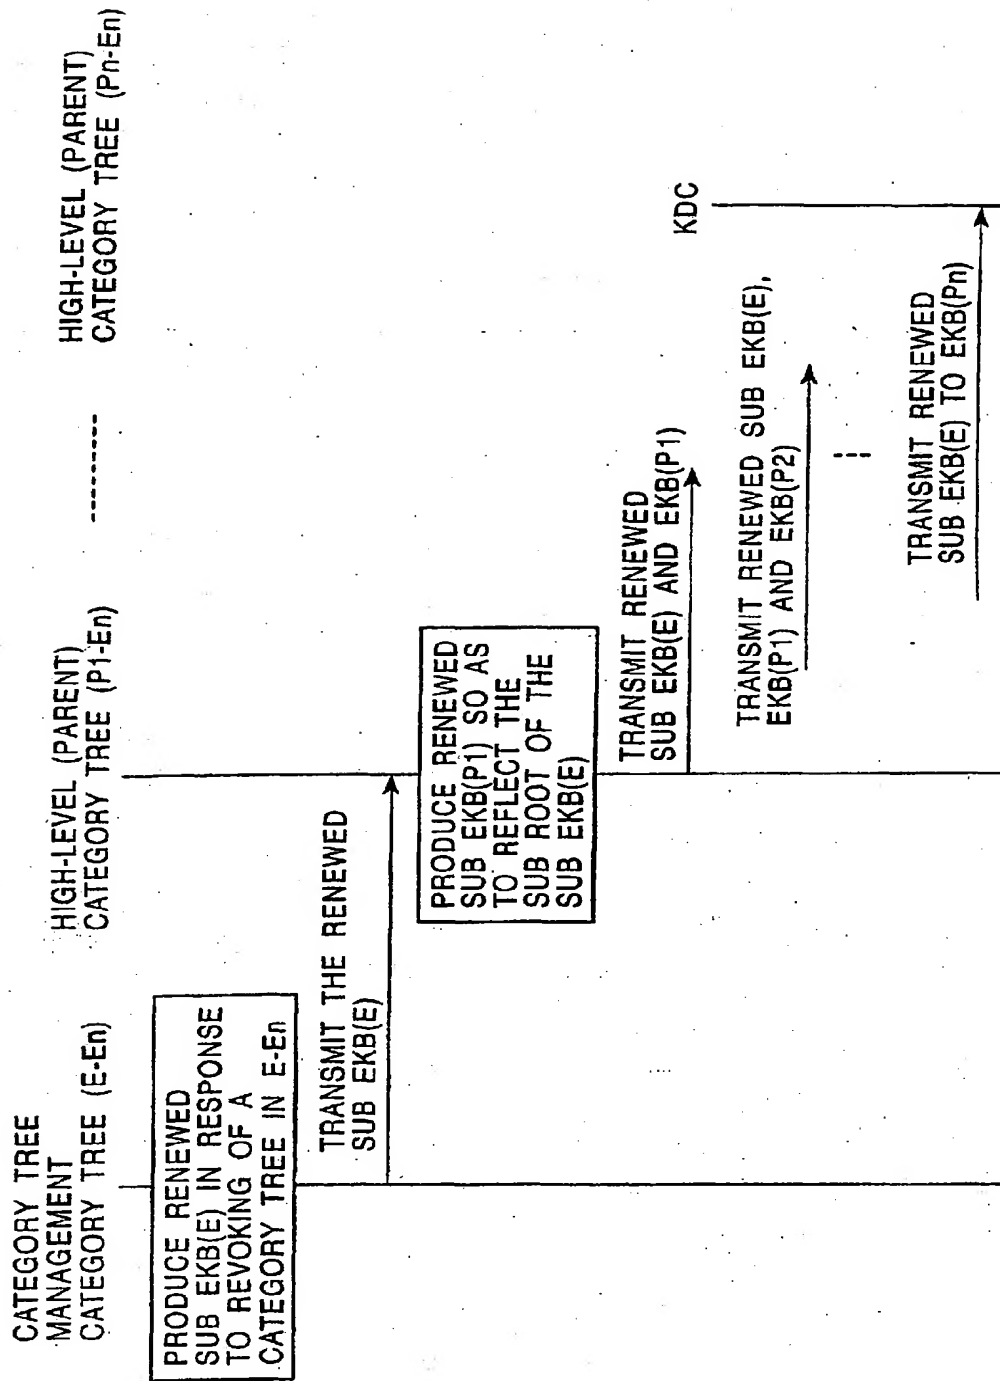 CATEGORY TREE
MANAGEMENT
CATEGORY TREE (E-En)
HIGH-LEVEL (PARENT)
CATEGORY TREE (P1-En)
---------
HIGH-LEVEL (PARENT)
CATEGORY TREE (Pn-En)
PRODUCE RENEWED
SUB EKB(E) IN RESPONSE
TO REVOKING OF A
CATEGORY TREE IN E-En
TRANSMIT THE RENEWED
SUB EKB(E)
PRODUCE RENEWED
SUB EKB(P1) SO AS
TO REFLECT THE
SUB ROOT OF THE
SUB EKB(E)
TRANSMIT RENEWED
SUB EKB(E) AND EKB(P1)
KDC
TRANSMIT RENEWED SUB EKB(E),
EKB(P1) AND EKB(P2)
TRANSMIT RENEWED
SUB EKB(E) TO EKB(Pn)